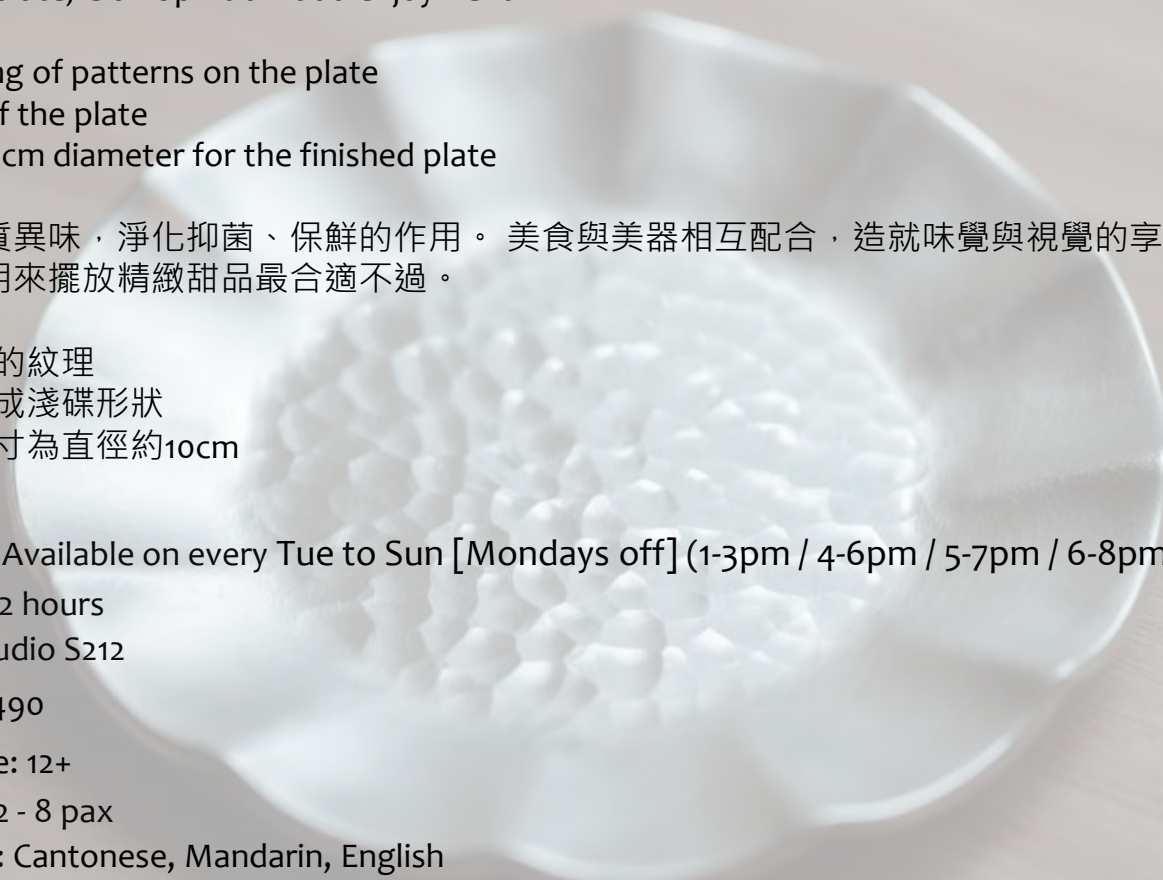 of patterns on the plate
the plate
cm diameter for the finished plate
異味，淨化抑菌、保鮮的作用。 美食與美器相互配合，造就味覺與視覺的享
來擺放精緻甜品最合適不過。
的紋理
成淺碟形狀
寸為直徑約10cm
Available on every Tue to Sun [Mondays off] (1-3pm / 4-6pm / 5-7pm / 6-8pm
2 hours
S212
490
12+
2 - 8 pax
: Cantonese, Mandarin, English